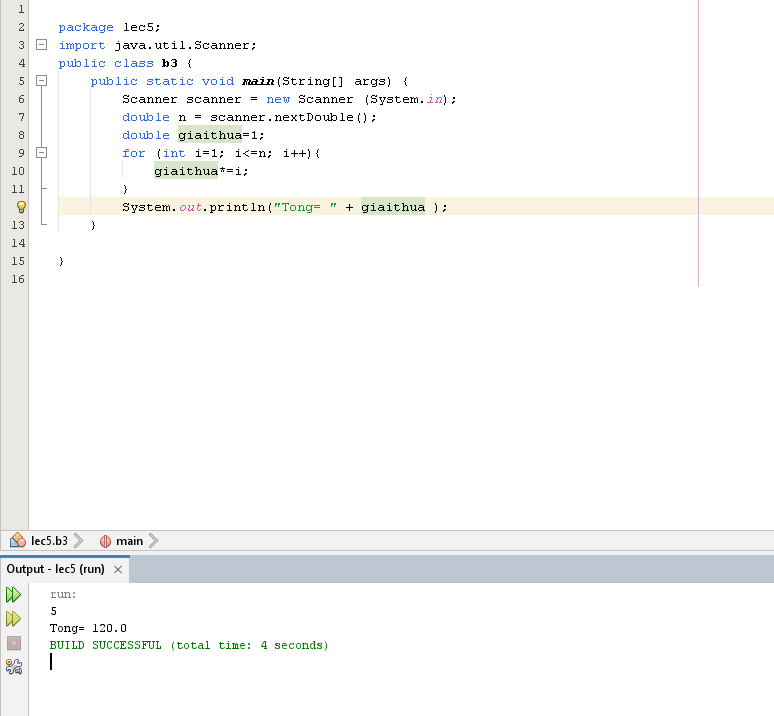 1
2 package lec5;
3 import java.util.Scanner;
4 public class b3 {
5 public static void main(String[] args) {
6 Scanner scanner = new Scanner (System.in);
7 double n = scanner.nextDouble();
8 double giaithua=1;
9 for (int i=1; i<=n; i++){
10 giaithua*=i;
11 }
System.out.println("Tong= " + giaithua );
13 }
14
15 }
16
lec5.b3 main
Output - lec5 (run)
run:
5
Tong= 120.0
BUILD SUCCESSFUL (total time: 4 seconds)